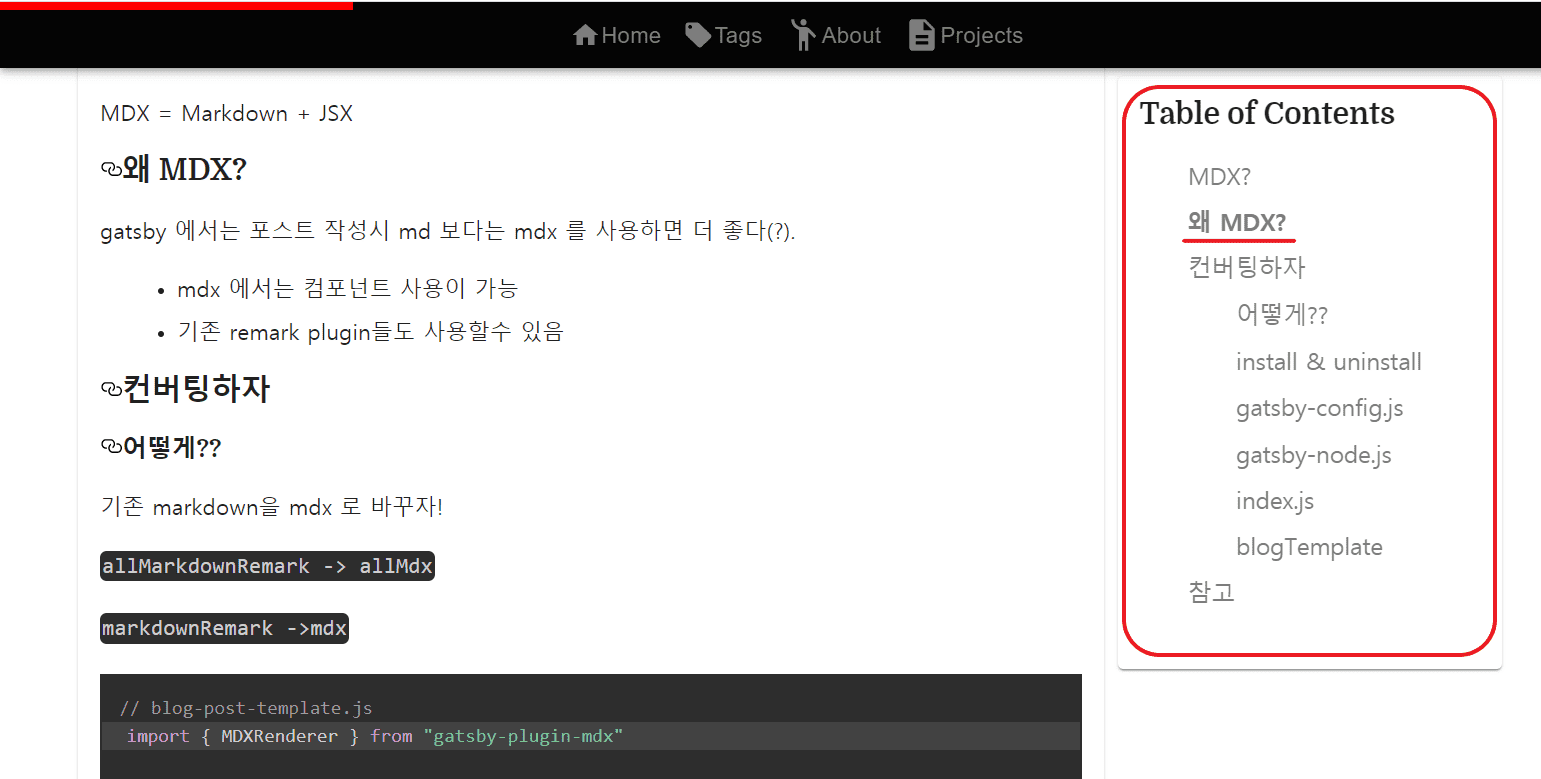 Home Tags About Projects
MDX = Markdown + JSX
왜 MDX?
gatsby 에서는 포스트 작성시 md 보다는 mdx 를 사용하면 더 좋다(?).
mdx 에서는 컴포넌트 사용이 가능
기존 remark plugin들도 사용할수 있음
컨버팅하자
어떻게??
기존 markdown을 mdx 로 바꾸자!
allMarkdownRemark -> allMdx
markdownRemark ->mdx
// blog-post-template.js
import { MDXRenderer } from "gatsby-plugin-mdx"
Table of Contents
MDX?
왜 MDX?
컨버팅하자
어떻게??
install & uninstall
gatsby-config.js
gatsby-node.js
index.js
blogTemplate
참고